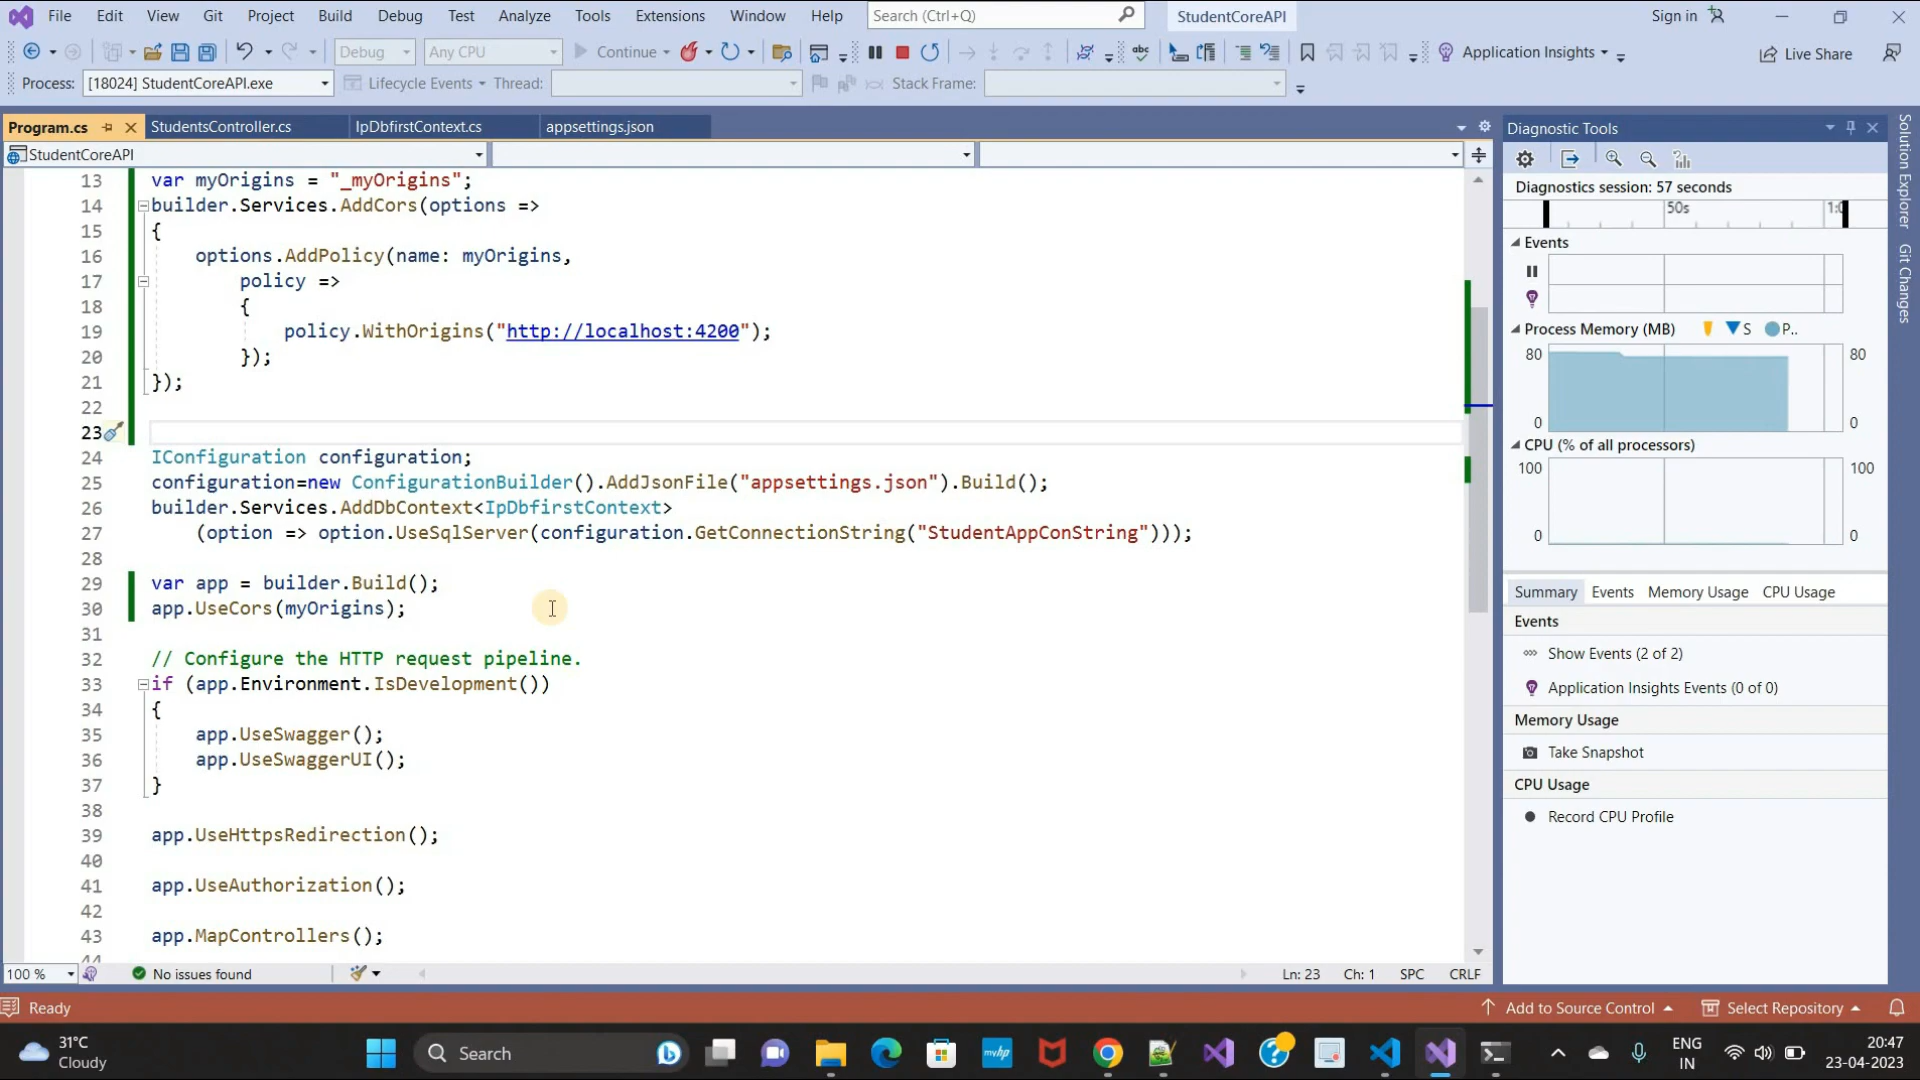 File Edit View Git Project Build Debug Test Analyze Tools Extensions Window Help Search (Ctrl+Q) StudentCoreAPI Sign in
Debug Any CPU Continue Application Insights Live Share
Process: [18024] StudentCoreAPI.exe Lifecycle Events Thread: Stack Frame:
Program.cs StudentsController.cs IpDbfirstContext.cs appsettings.json
StudentCoreAPI
13 var myOrigins = "_myOrigins";
14 builder.Services.AddCors(options =>
15 {
16 options.AddPolicy(name: myOrigins,
17 policy =>
18 {
19 policy.WithOrigins("http://localhost:4200");
20 });
21 });
22
23
24 IConfiguration configuration;
25 configuration=new ConfigurationBuilder().AddJsonFile("appsettings.json").Build();
26 builder.Services.AddDbContext<IpDbfirstContext>
27 (option => option.UseSqlServer(configuration.GetConnectionString("StudentAppConString")));
28
29 var app = builder.Build();
30 app.UseCors(myOrigins);
31
32 // Configure the HTTP request pipeline.
33 if (app.Environment.IsDevelopment())
34 {
35 app.UseSwagger();
36 app.UseSwaggerUI();
37 }
38
39 app.UseHttpsRedirection();
40
41 app.UseAuthorization();
42
43 app.MapControllers();
44
100 % No issues found Ln: 23 Ch: 1 SPC CRLF
Diagnostic Tools
Diagnostics session: 57 seconds
50s
Events
Process Memory (MB) S P..
80 80
0 0
CPU (% of all processors)
100 100
0 0
Summary Events Memory Usage CPU Usage
Events
Show Events (2 of 2)
Application Insights Events (0 of 0)
Memory Usage
Take Snapshot
CPU Usage
Record CPU Profile
Solution Explorer
Git Changes
Ready Add to Source Control Select Repository
31°C
Cloudy
Search
myhp
ENG
IN
20:47
23-04-2023